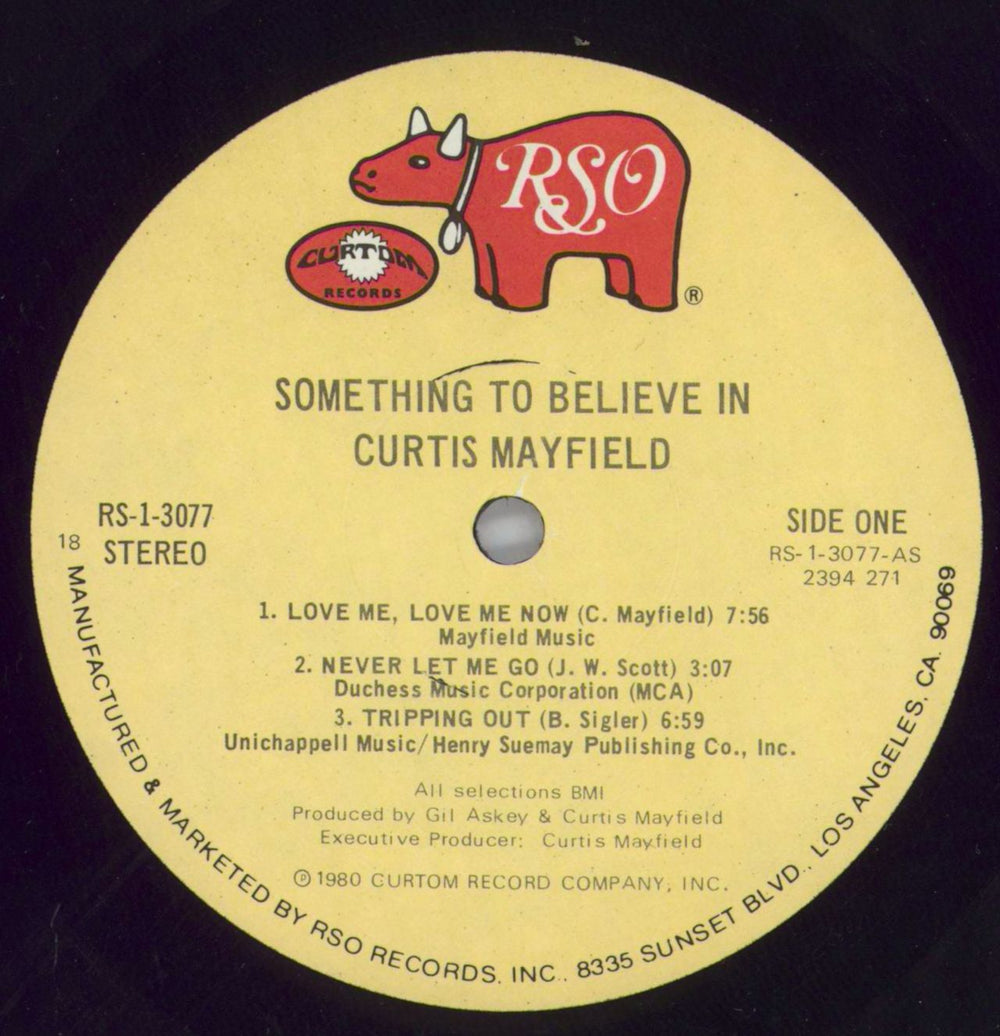 RSO
®
CURTOM
RECORDS
SOMETHING TO BELIEVE IN
CURTIS MAYFIELD
RS-1-3077
STEREO
SIDE ONE
RS-1-3077-AS
2394 271
18
1. LOVE ME, LOVE ME NOW (C. Mayfield) 7:56
Mayfield Music
2. NEVER LET ME GO (J. W. Scott) 3:07
Duchess Music Corporation (MCA)
3. TRIPPING OUT (B. Sigler) 6:59
Unichappell Music/Henry Suemay Publishing Co., Inc.
All selections BMI
Produced by Gil Askey & Curtis Mayfield
Executive Producer: Curtis Mayfield
℗ 1980 CURTOM RECORD COMPANY, INC.
MANUFACTURED & MARKETED BY RSO RECORDS, INC., 8335 SUNSET BLVD., LOS ANGELES, CA. 90069